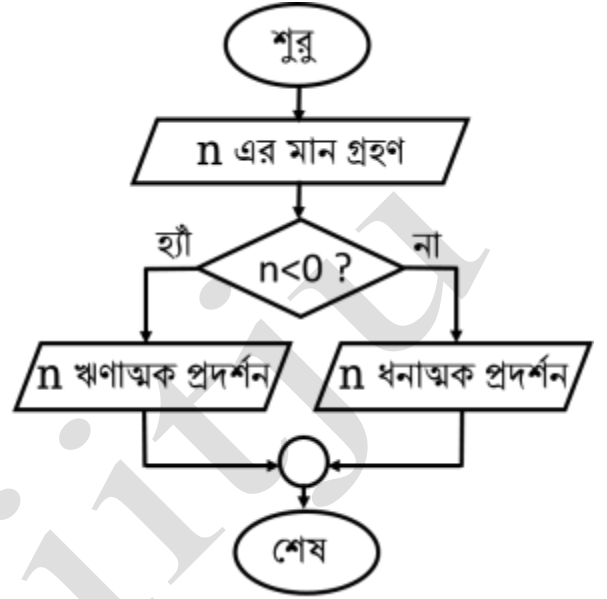 শুরু
n এর মান গ্রহণ
হ্যাঁ
n<0 ?
না
n ঋণাত্মক প্রদর্শন
n ধনাত্মক প্রদর্শন
শেষ